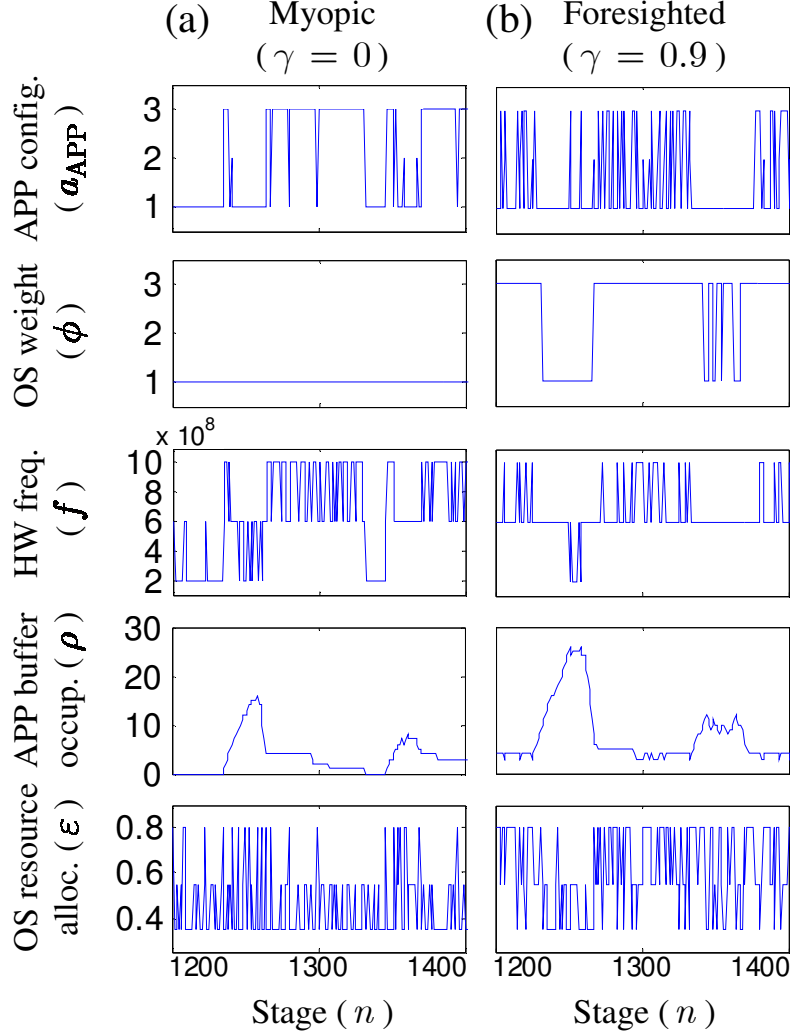 (a) Myopic
(γ = 0)
(b) Foresighted
(γ = 0.9)
APP config.
(a_APP)
3
2
1
OS weight
(ϕ)
3
2
1
HW freq.
(f)
x 10^8
10
8
6
4
2
APP buffer
occup. (ρ)
30
20
10
0
OS resource
alloc. (ε)
0.8
0.6
0.4
1200 1300 1400
1200 1300 1400
Stage (n)
Stage (n)